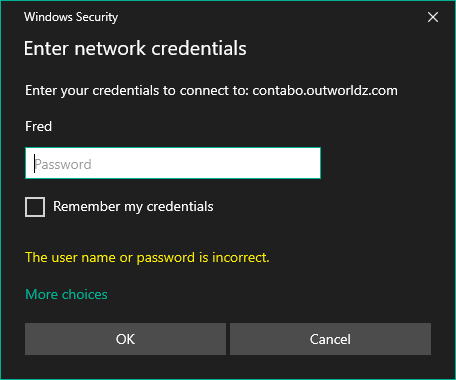 Windows Security
Enter network credentials
Enter your credentials to connect to: contabo.outworldz.com
Fred
Password
Remember my credentials
The user name or password is incorrect.
More choices
OK
Cancel